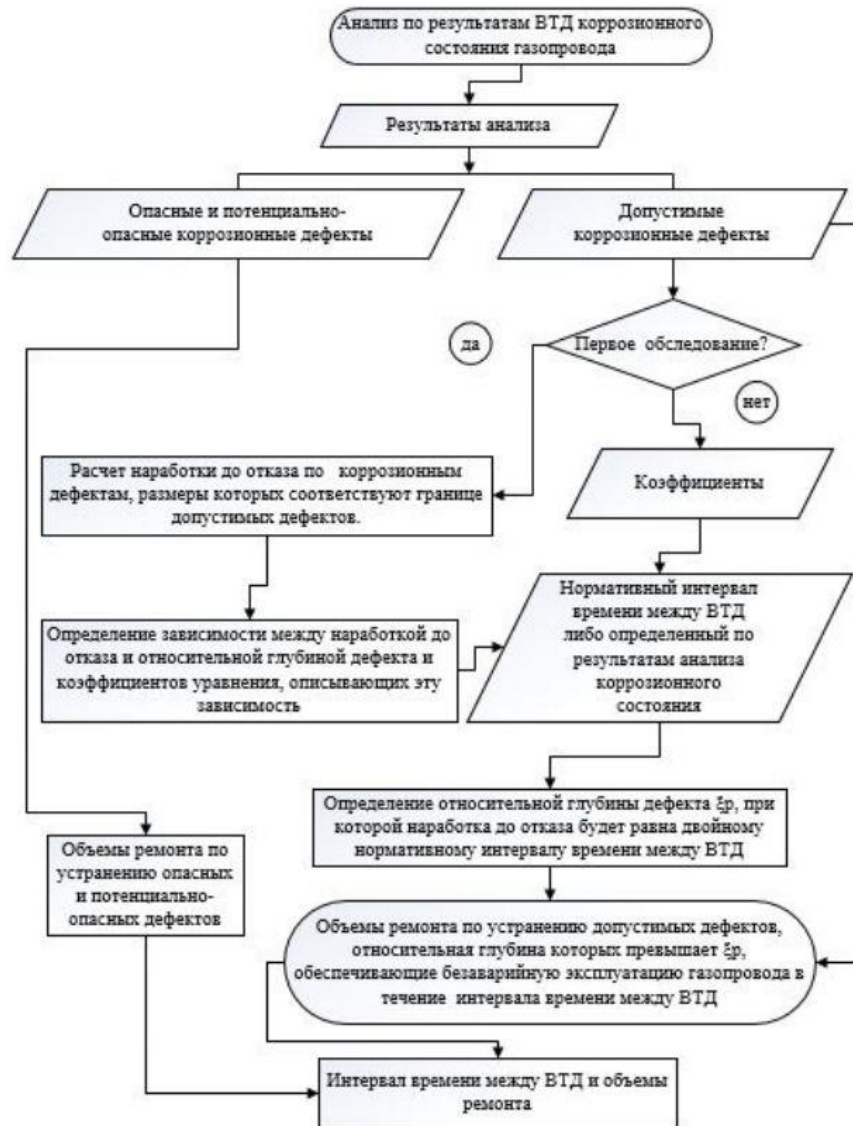 Анализ по результатам ВТД коррозионного
состояния газопровода
Результаты анализа
Опасные и потенциально-
опасные коррозионные дефекты
Допустимые
коррозионные дефекты
да
Первое обследование?
нет
Расчет наработки до отказа по коррозионным
дефектам, размеры которых соответствуют границе
допустимых дефектов.
Коэффициенты
Определение зависимости между наработкой до
отказа и относительной глубиной дефекта и
коэффициентов уравнения, описывающих эту
зависимость
Нормативный интервал
времени между ВТД
либо определенный по
результатам анализа
коррозионного
состояния
Определение относительной глубины дефекта ξр, при
которой наработка до отказа будет равна двойному
нормативному интервалу времени между ВТД
Объемы ремонта по
устранению опасных
и потенциально-
опасных дефектов
Объемы ремонта по устранению допустимых дефектов,
относительная глубина которых превышает ξр,
обеспечивающие безаварийную эксплуатацию газопровода в
течение интервала времени между ВТД
Интервал времени между ВТД и объемы
ремонта